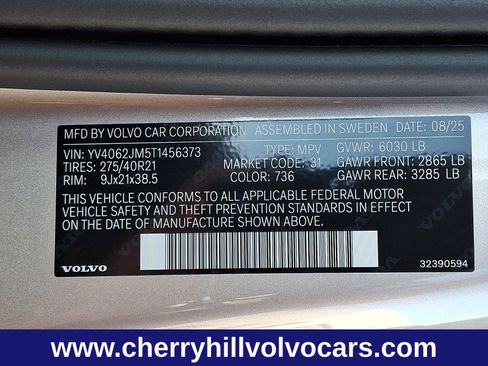 MFD BY VOLVO CAR CORPORATION ASSEMBLED IN SWEDEN 08/25
VIN: YV4062JM5T1456373 TYPE: MPV GVWR: 6030 LB
TIRES: 275/40R21 MARKET CODE: 31 GAWR FRONT: 2865 LB
RIM: 9Jx21x38.5 COLOR: 736 GAWR REAR: 3285 LB
THIS VEHICLE CONFORMS TO ALL APPLICABLE FEDERAL MOTOR
VEHICLE SAFETY AND THEFT PREVENTION STANDARDS IN EFFECT
ON THE DATE OF MANUFACTURE SHOWN ABOVE.
VOLVO 32390594
www.cherryhillvolvocars.com